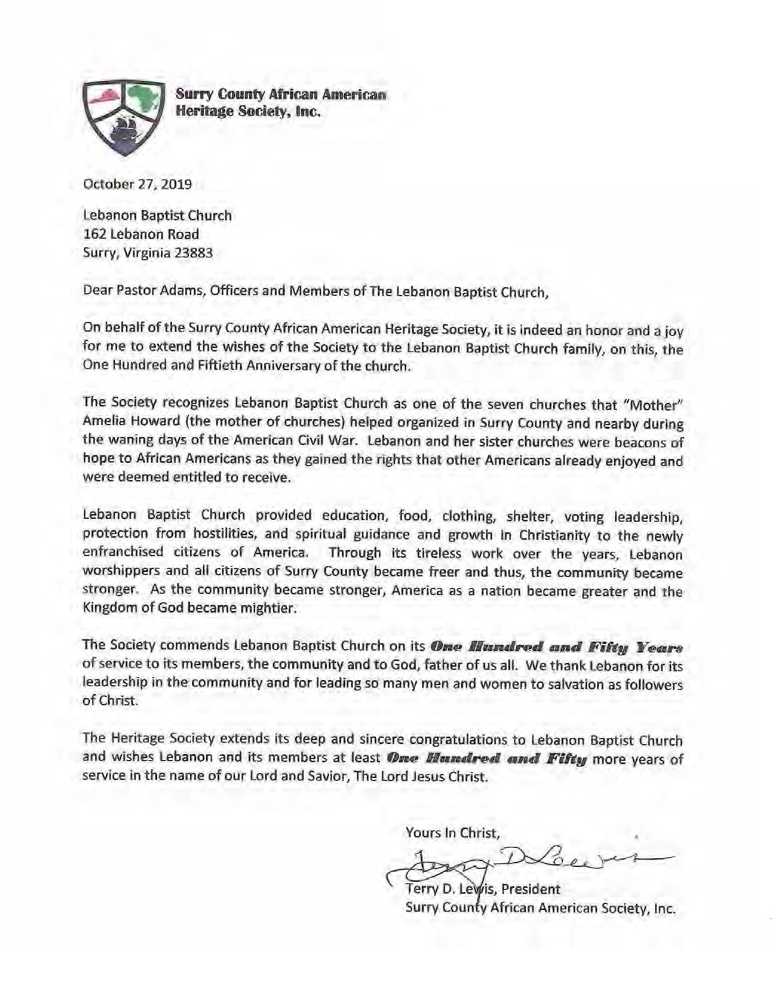 Surry County African American
Heritage Society, Inc.
October 27, 2019
Lebanon Baptist Church
162 Lebanon Road
Surry, Virginia 23883
Dear Pastor Adams, Officers and Members of The Lebanon Baptist Church,
On behalf of the Surry County African American Heritage Society, it is indeed an honor and a joy
for me to extend the wishes of the Society to the Lebanon Baptist Church family, on this, the
One Hundred and Fiftieth Anniversary of the church.
The Society recognizes Lebanon Baptist Church as one of the seven churches that “Mother”
Amelia Howard (the mother of churches) helped organized in Surry County and nearby during
the waning days of the American Civil War. Lebanon and her sister churches were beacons of
hope to African Americans as they gained the rights that other Americans already enjoyed and
were deemed entitled to receive.
Lebanon Baptist Church provided education, food, clothing, shelter, voting leadership,
protection from hostilities, and spiritual guidance and growth in Christianity to the newly
enfranchised citizens of America. Through its tireless work over the years, Lebanon
worshippers and all citizens of Surry County became freer and thus, the community became
stronger. As the community became stronger, America as a nation became greater and the
Kingdom of God became mightier.
The Society commends Lebanon Baptist Church on its One Hundred and Fifty Years
of service to its members, the community and to God, father of us all. We thank Lebanon for its
leadership in the community and for leading so many men and women to salvation as followers
of Christ.
The Heritage Society extends its deep and sincere congratulations to Lebanon Baptist Church
and wishes Lebanon and its members at least One Hundred and Fifty more years of
service in the name of our Lord and Savior, The Lord Jesus Christ.
Yours In Christ,
Terry D Lewis
Terry D. Lewis, President
Surry County African American Society, Inc.